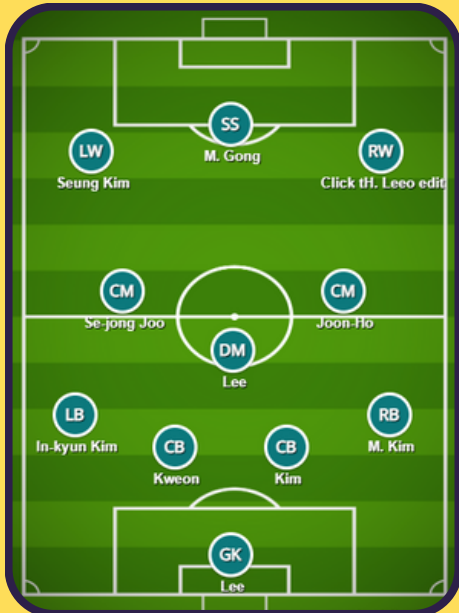 SS
M. Gong
LW
Seung Kim
RW
Click tH. Leeo edit
CM
Se-jong Joo
CM
Joon-Ho
DM
Lee
LB
In-kyun Kim
RB
M. Kim
CB
Kweon
CB
Kim
GK
Lee